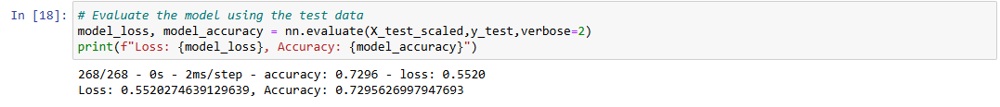 In [18]: # Evaluate the model using the test data
model_loss, model_accuracy = nn.evaluate(X_test_scaled,y_test,verbose=2)
print(f"Loss: {model_loss}, Accuracy: {model_accuracy}")
268/268 - 0s - 2ms/step - accuracy: 0.7296 - loss: 0.5520
Loss: 0.5520274639129639, Accuracy: 0.7295626997947693